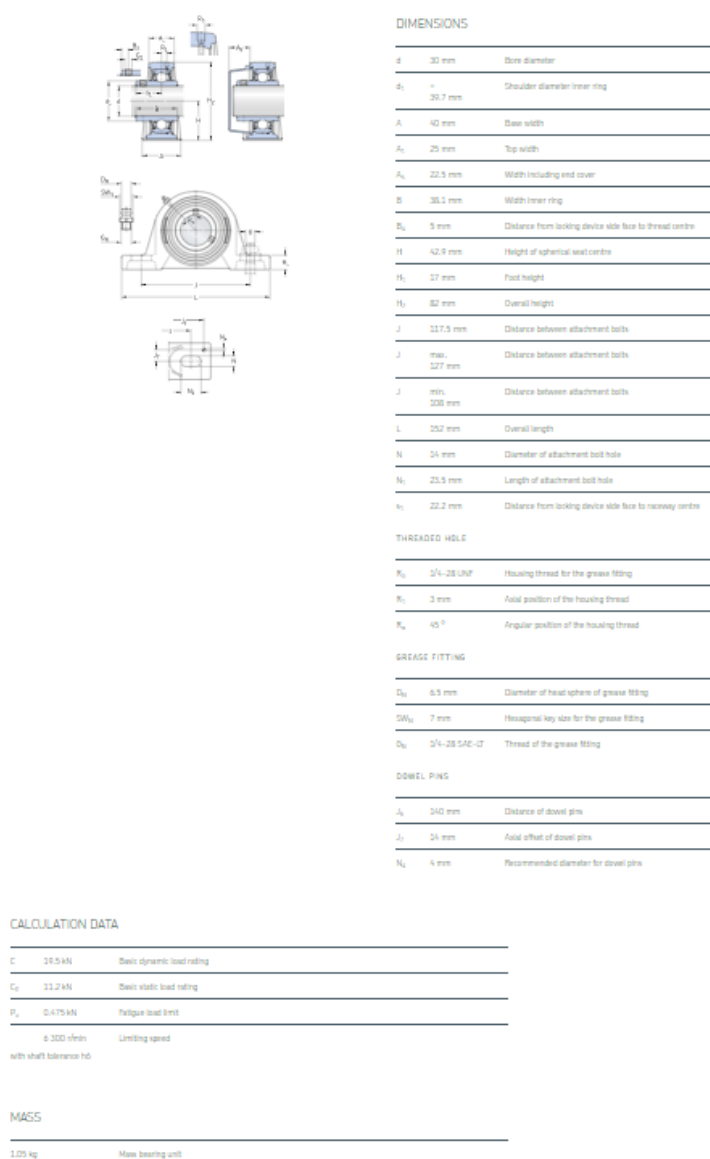 DIMENSIONS
d 30 mm Bore diameter
d₁ ≈ 39.7 mm Shoulder diameter inner ring
A 40 mm Base width
A₁ 25 mm Top width
22.5 mm Width including end cover
B 38.1 mm Width inner ring
5 mm Distance from locking device side face to thread centre
H 42.9 mm Height of spherical seat centre
H₁ 17 mm Foot height
H₂ 82 mm Overall height
J 117.5 mm Distance between attachment bolts
J max. 127 mm Distance between attachment bolts
J min. 108 mm Distance between attachment bolts
L 152 mm Overall length
N 14 mm Diameter of attachment bolt hole
N₁ 23.5 mm Length of attachment bolt hole
s₁ 22.2 mm Distance from locking device side face to raceway centre
THREADED HOLE
R_G 1/4-28 UNF Housing thread for the grease fitting
R₁ 3 mm Axial position of the housing thread
45 ° Angular position of the housing thread
GREASE FITTING
D_N 6.5 mm Diameter of head sphere of grease fitting
SW_N 7 mm Hexagonal key size for the grease fitting
1/4-28 SAE-LT Thread of the grease fitting
DOWEL PINS
J₆ 140 mm Distance of dowel pins
J₇ 14 mm Axial offset of dowel pins
N₄ 4 mm Recommended diameter for dowel pins
CALCULATION DATA
C 19.5 kN Basic dynamic load rating
C₀ 11.2 kN Basic static load rating
Pᵤ 0.475 kN Fatigue load limit
6 300 r/min Limiting speed
with shaft tolerance h6
MASS
1.05 kg Mass bearing unit